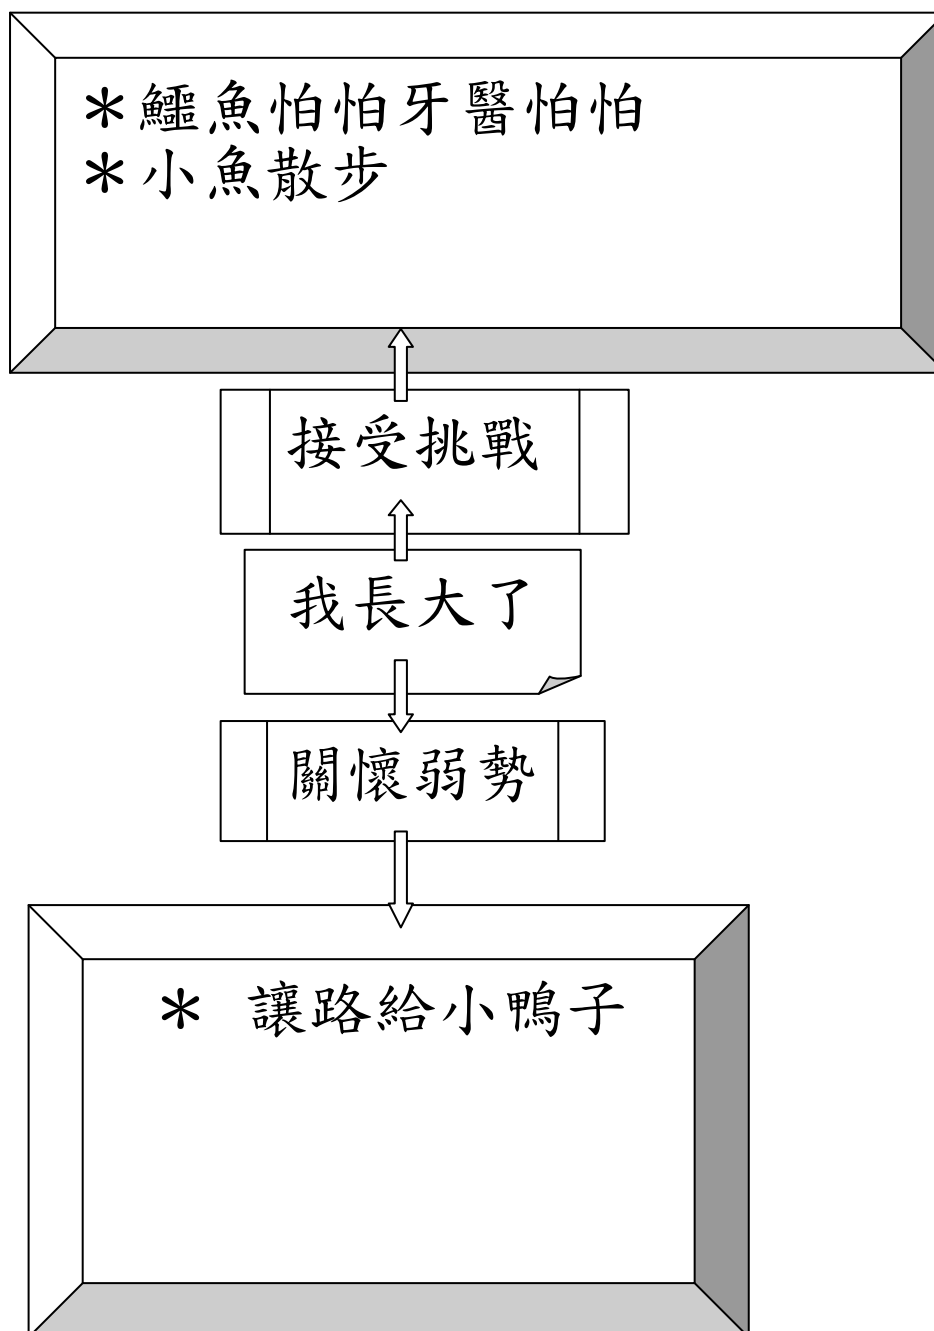 ＊鱷魚怕怕牙醫怕怕
＊小魚散步
接受挑戰
我長大了
關懷弱勢
＊ 讓路給小鴨子